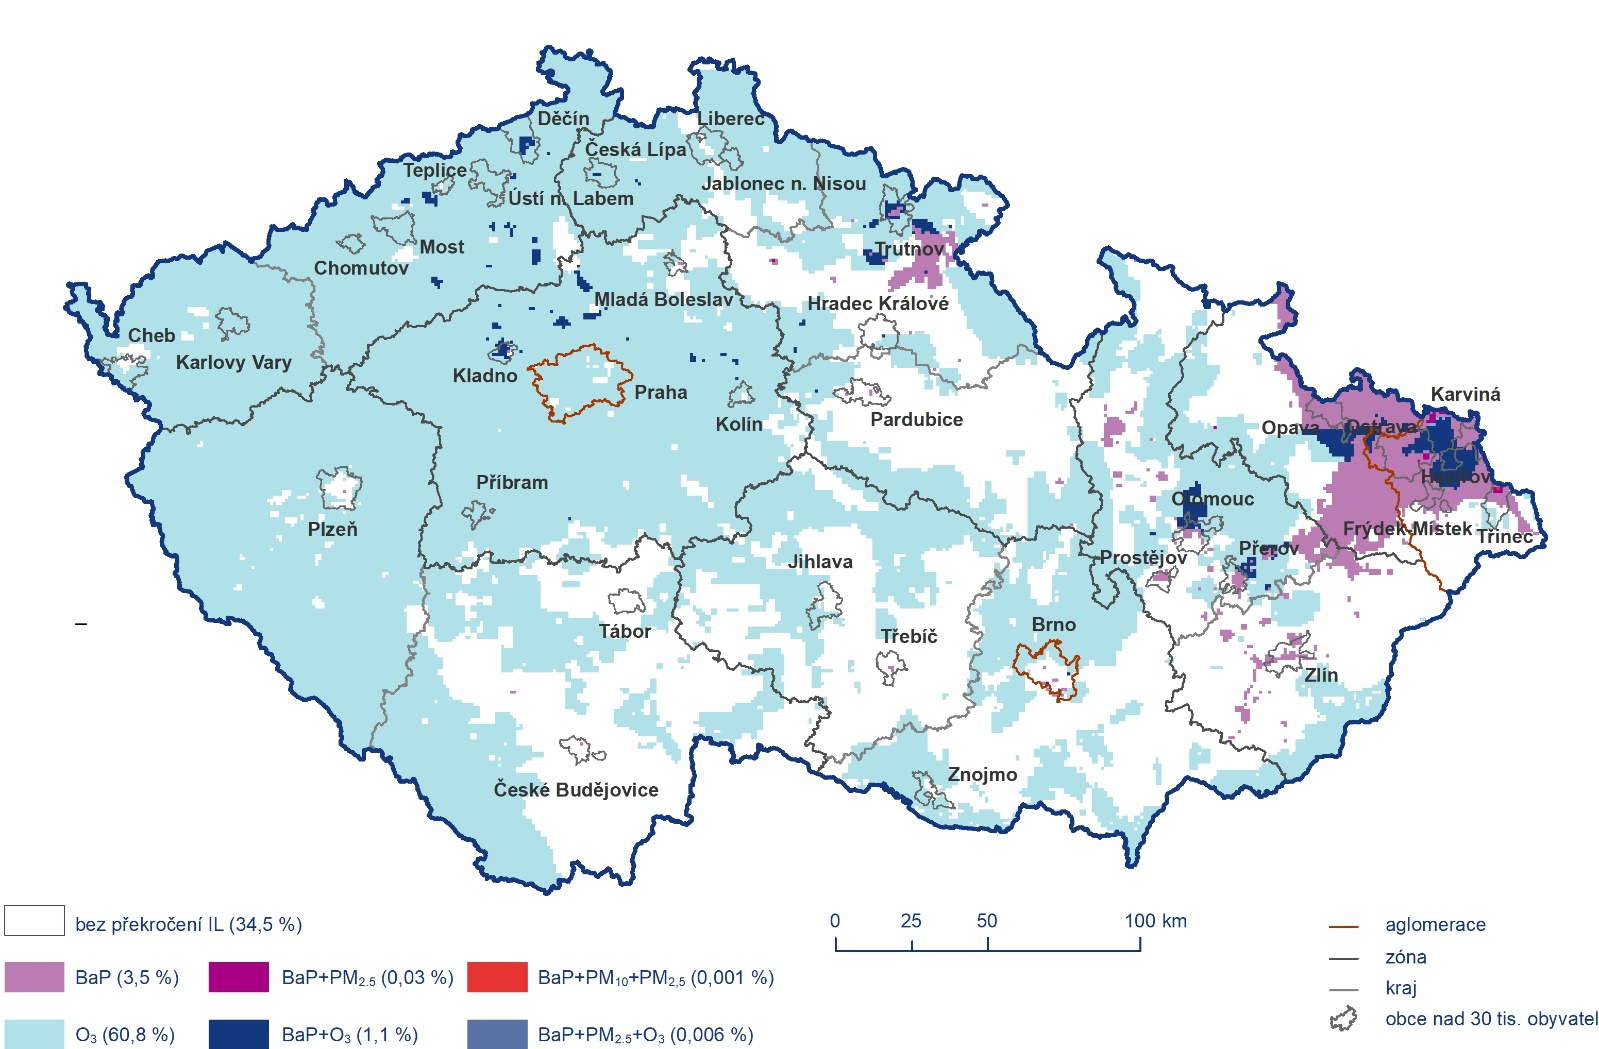 Děčín
Liberec
Česká Lípa
Teplice
Jablonec n. Nisou
Ústí n. Labem
Most
Trutnov
Chomutov
Mladá Boleslav
Hradec Králové
Cheb
Karlovy Vary
Kladno
Praha
Karviná
Kolín
Pardubice
Opava
Ostrava
Havířov
Příbram
Olomouc
Plzeň
Frýdek-Místek
Třinec
Jihlava
Prostějov
Přerov
Tábor
Třebíč
Brno
Zlín
České Budějovice
Znojmo
bez překročení IL (34,5 %)
BaP (3,5 %)
BaP+PM2.5 (0,03 %)
BaP+PM10+PM2,5 (0,001 %)
O3 (60,8 %)
BaP+O3 (1,1 %)
BaP+PM2.5+O3 (0,006 %)
0 25 50 100 km
aglomerace
zóna
kraj
obce nad 30 tis. obyvatel